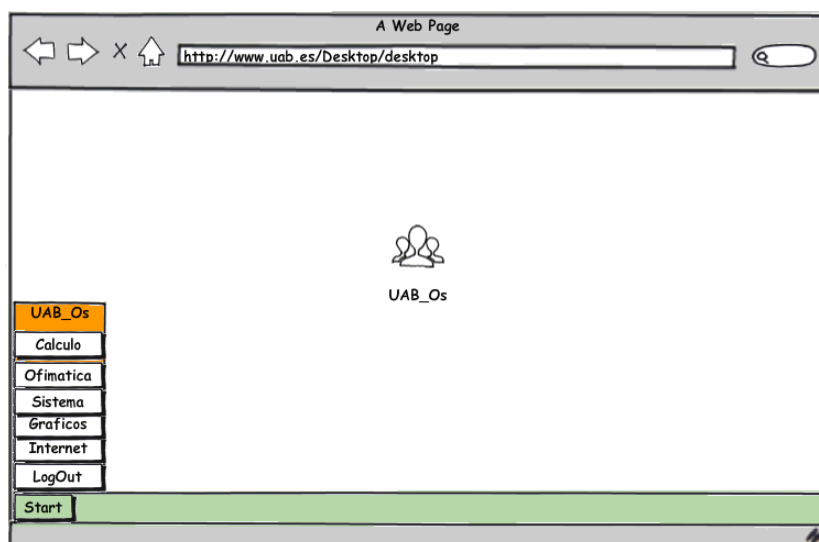 A Web Page
http://www.uab.es/Desktop/desktop
UAB_Os
UAB_Os
Calculo
Ofimatica
Sistema
Graficos
Internet
LogOut
Start